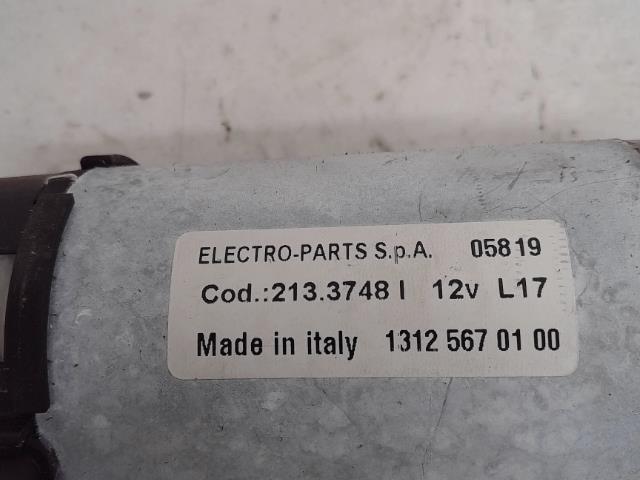 ELECTRO-PARTS S.p.A. 05819
Cod.:213.3748 I 12v L17
Made in italy 1312 567 01 00